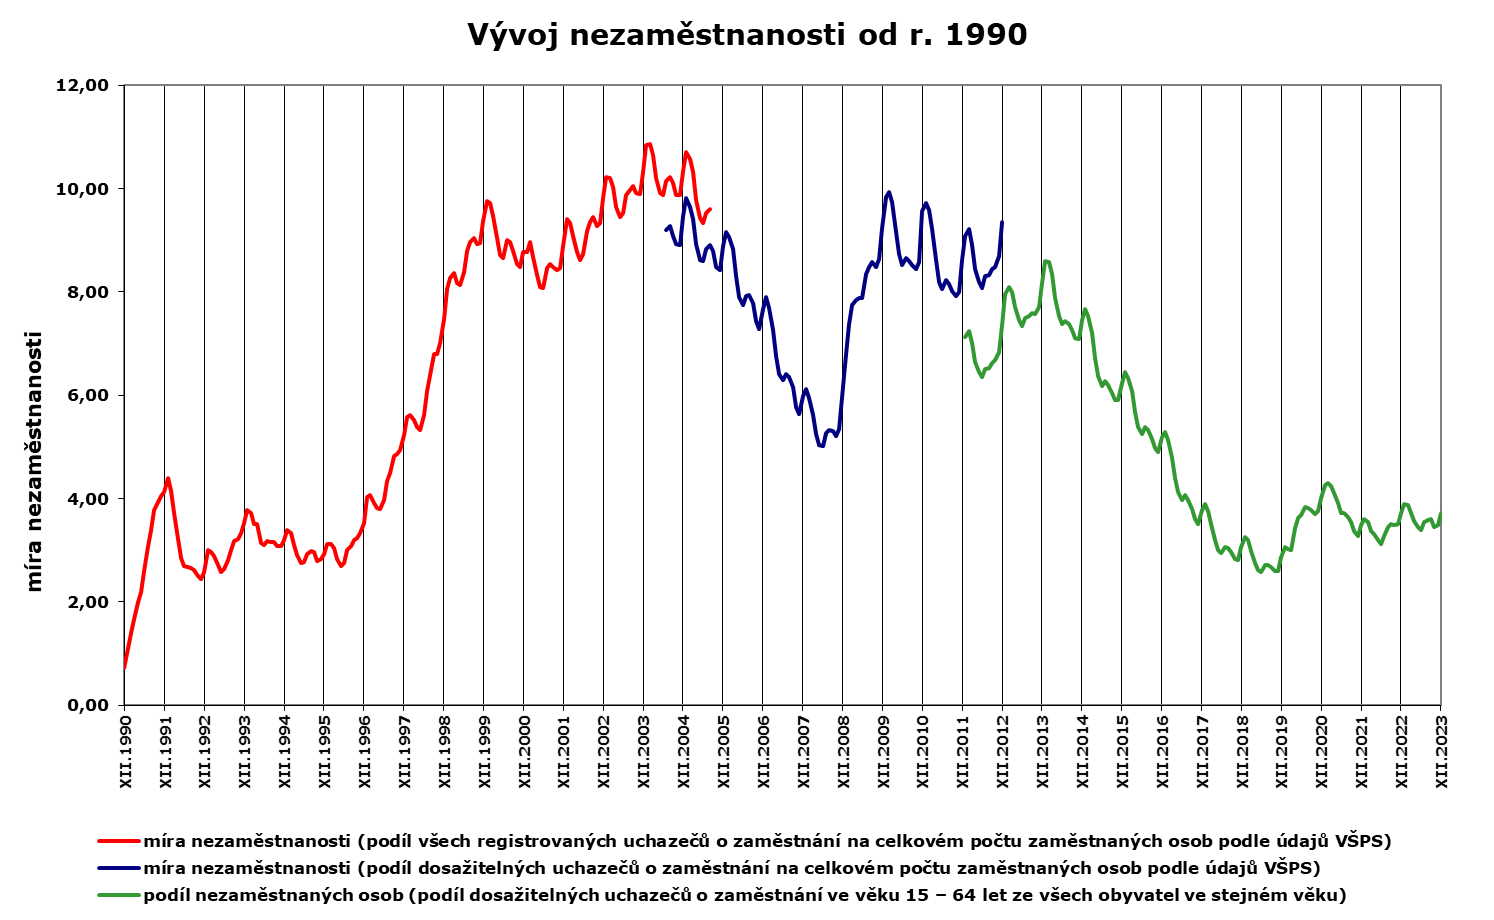 Vývoj nezaměstnanosti od r. 1990
míra nezaměstnanosti
12,00
10,00
8,00
6,00
4,00
2,00
0,00
XII.1990
XII.1991
XII.1992
XII.1993
XII.1994
XII.1995
XII.1996
XII.1997
XII.1998
XII.1999
XII.2000
XII.2001
XII.2002
XII.2003
XII.2004
XII.2005
XII.2006
XII.2007
XII.2008
XII.2009
XII.2010
XII.2011
XII.2012
XII.2013
XII.2014
XII.2015
XII.2016
XII.2017
XII.2018
XII.2019
XII.2020
XII.2021
XII.2022
XII.2023
míra nezaměstnanosti (podíl všech registrovaných uchazečů o zaměstnání na celkovém počtu zaměstnaných osob podle údajů VŠPS)
míra nezaměstnanosti (podíl dosažitelných uchazečů o zaměstnání na celkovém počtu zaměstnaných osob podle údajů VŠPS)
podíl nezaměstnaných osob (podíl dosažitelných uchazečů o zaměstnání ve věku 15 – 64 let ze všech obyvatel ve stejném věku)